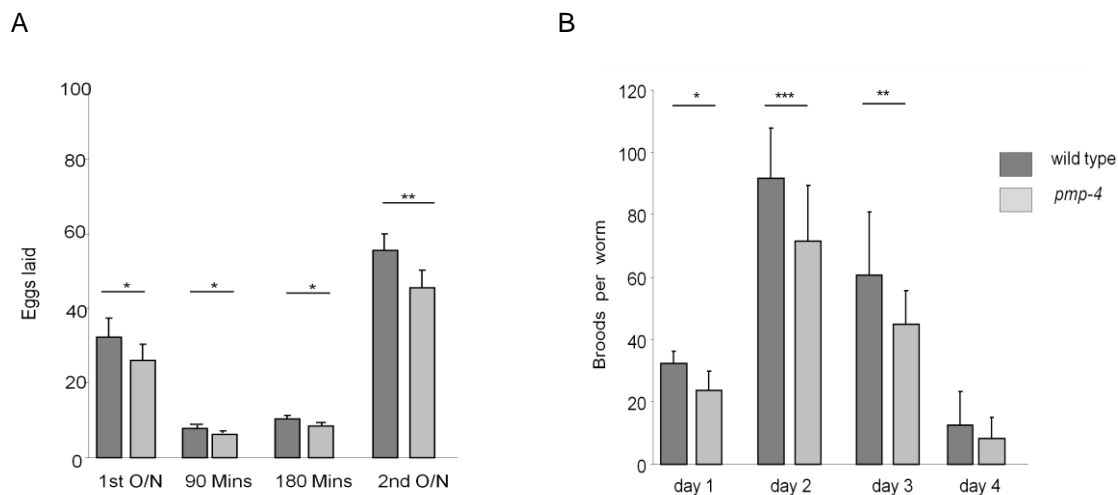 A
B
100
80
60
40
20
0
Eggs laid
*
*
*
**
1st O/N
90 Mins
180 Mins
2nd O/N
120
100
80
60
40
20
0
Broods per worm
*
***
**
day 1
day 2
day 3
day 4
wild type
pmp-4